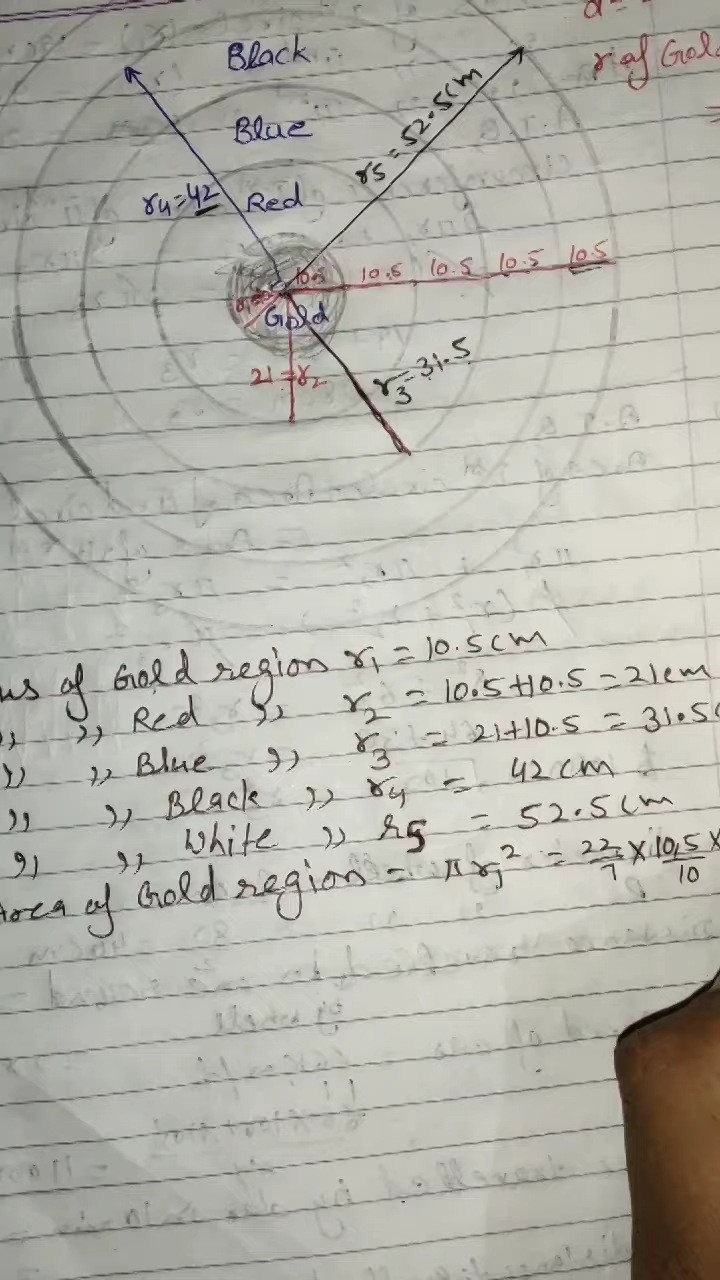 Black
r of Gold
Blue
r5 = 52.5cm
r4 = 42
Red
10.5 10.5 10.5 10.5 10.5
Gold
21 = r2
r3 = 31.5
us of Gold region r1 = 10.5cm
,, ,, Red ,, r2 = 10.5+10.5 = 21cm
,, ,, Blue ,, r3 = 21+10.5 = 31.5c
,, ,, Black ,, r4 = 42cm
,, ,, White ,, r5 = 52.5cm
Area of Gold region = πr1² = 22/7 × 10.5/10 ×